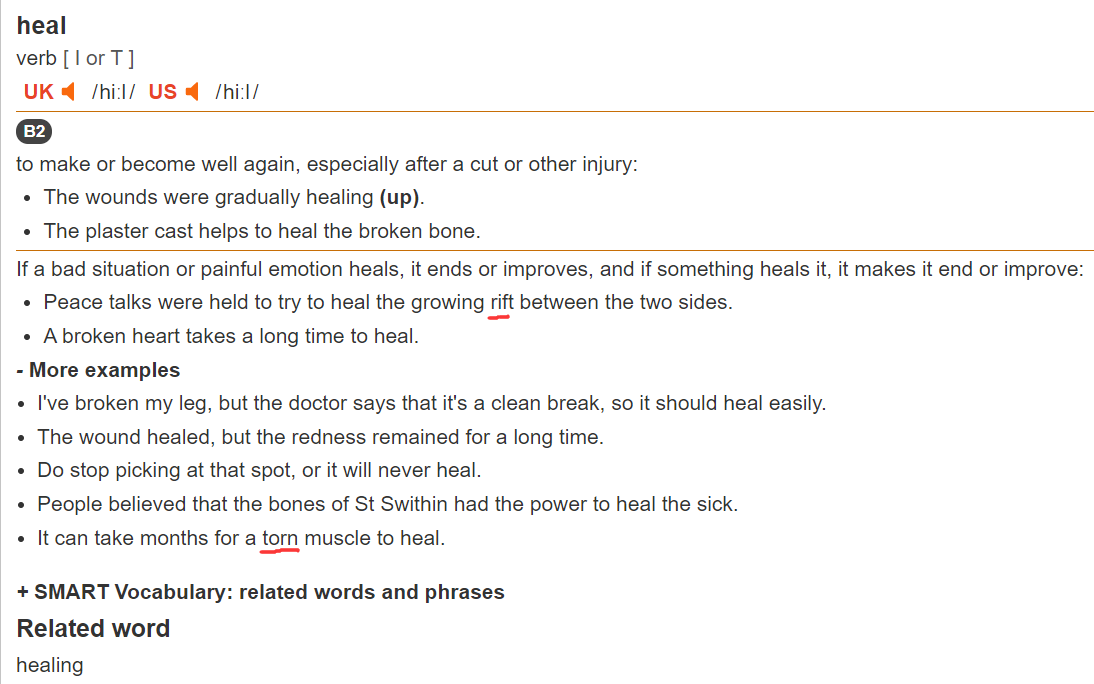 heal
verb [ I or T ]
UK /hiːl/ US /hiːl/
B2
to make or become well again, especially after a cut or other injury:
• The wounds were gradually healing (up).
• The plaster cast helps to heal the broken bone.
If a bad situation or painful emotion heals, it ends or improves, and if something heals it, it makes it end or improve:
• Peace talks were held to try to heal the growing rift between the two sides.
• A broken heart takes a long time to heal.
- More examples
• I've broken my leg, but the doctor says that it's a clean break, so it should heal easily.
• The wound healed, but the redness remained for a long time.
• Do stop picking at that spot, or it will never heal.
• People believed that the bones of St Swithin had the power to heal the sick.
• It can take months for a torn muscle to heal.
+ SMART Vocabulary: related words and phrases
Related word
healing